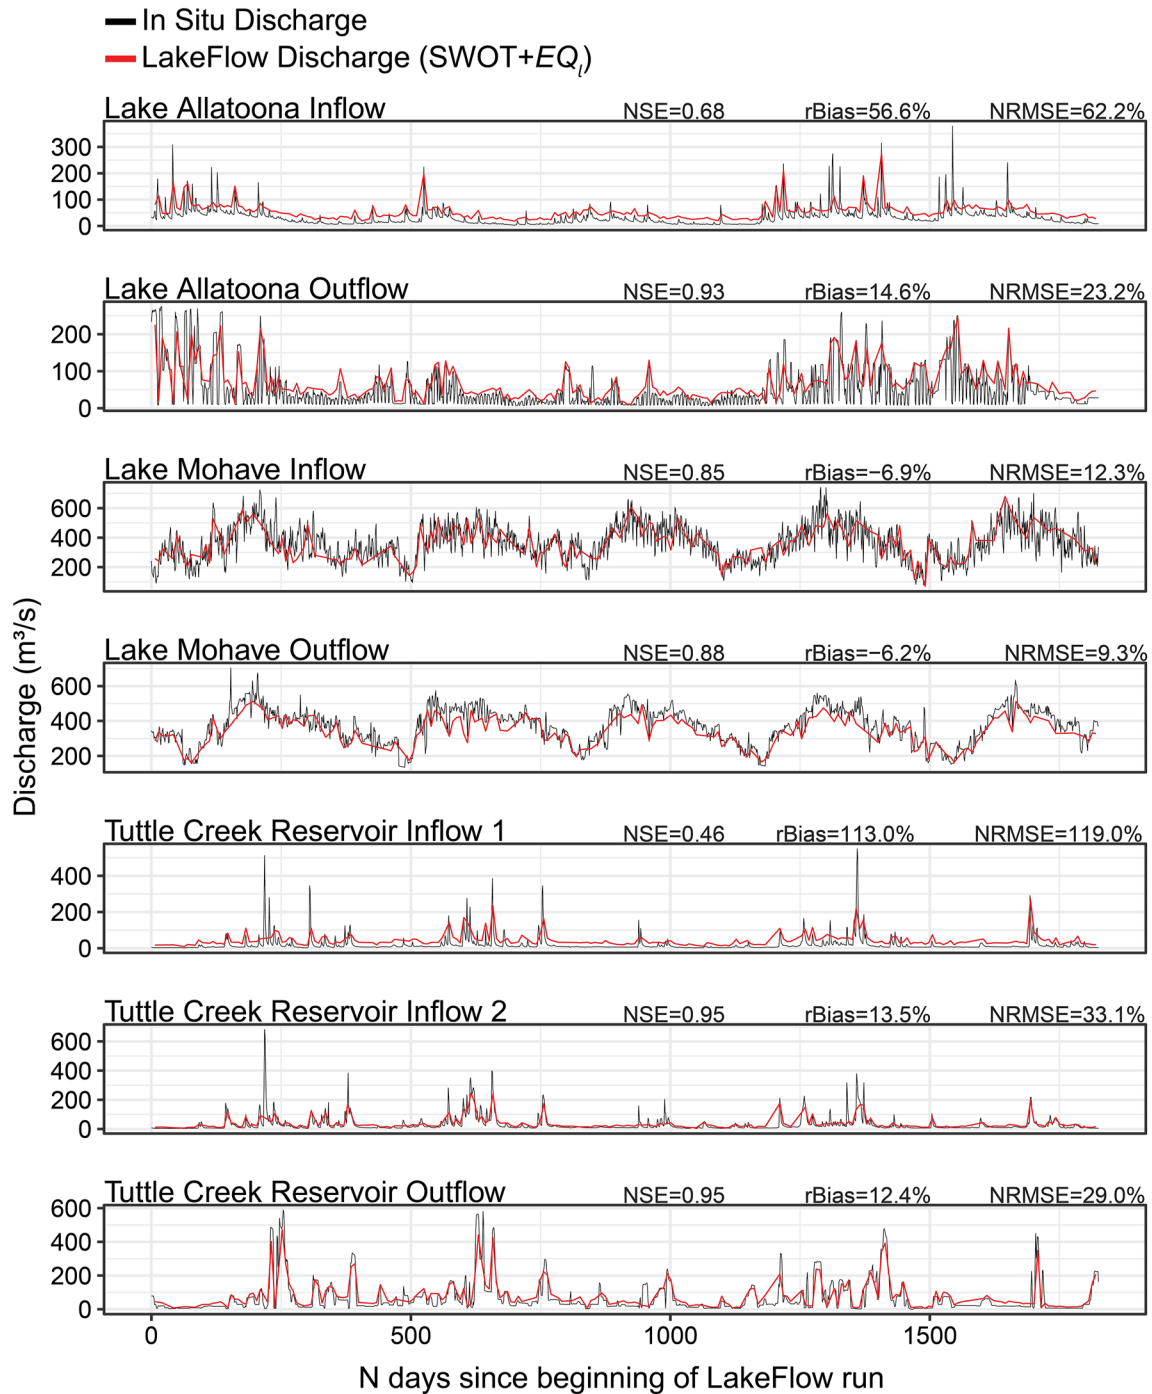 In Situ Discharge
LakeFlow Discharge (SWOT+EQₗ)
Lake Allatoona Inflow NSE=0.68 rBias=56.6% NRMSE=62.2%
300
200
100
0
Lake Allatoona Outflow NSE=0.93 rBias=14.6% NRMSE=23.2%
200
100
0
Lake Mohave Inflow NSE=0.85 rBias=−6.9% NRMSE=12.3%
600
400
200
Lake Mohave Outflow NSE=0.88 rBias=−6.2% NRMSE=9.3%
600
400
200
Discharge (m³/s)
Tuttle Creek Reservoir Inflow 1 NSE=0.46 rBias=113.0% NRMSE=119.0%
400
200
0
Tuttle Creek Reservoir Inflow 2 NSE=0.95 rBias=13.5% NRMSE=33.1%
600
400
200
0
Tuttle Creek Reservoir Outflow NSE=0.95 rBias=12.4% NRMSE=29.0%
600
400
200
0
0 500 1000 1500
N days since beginning of LakeFlow run